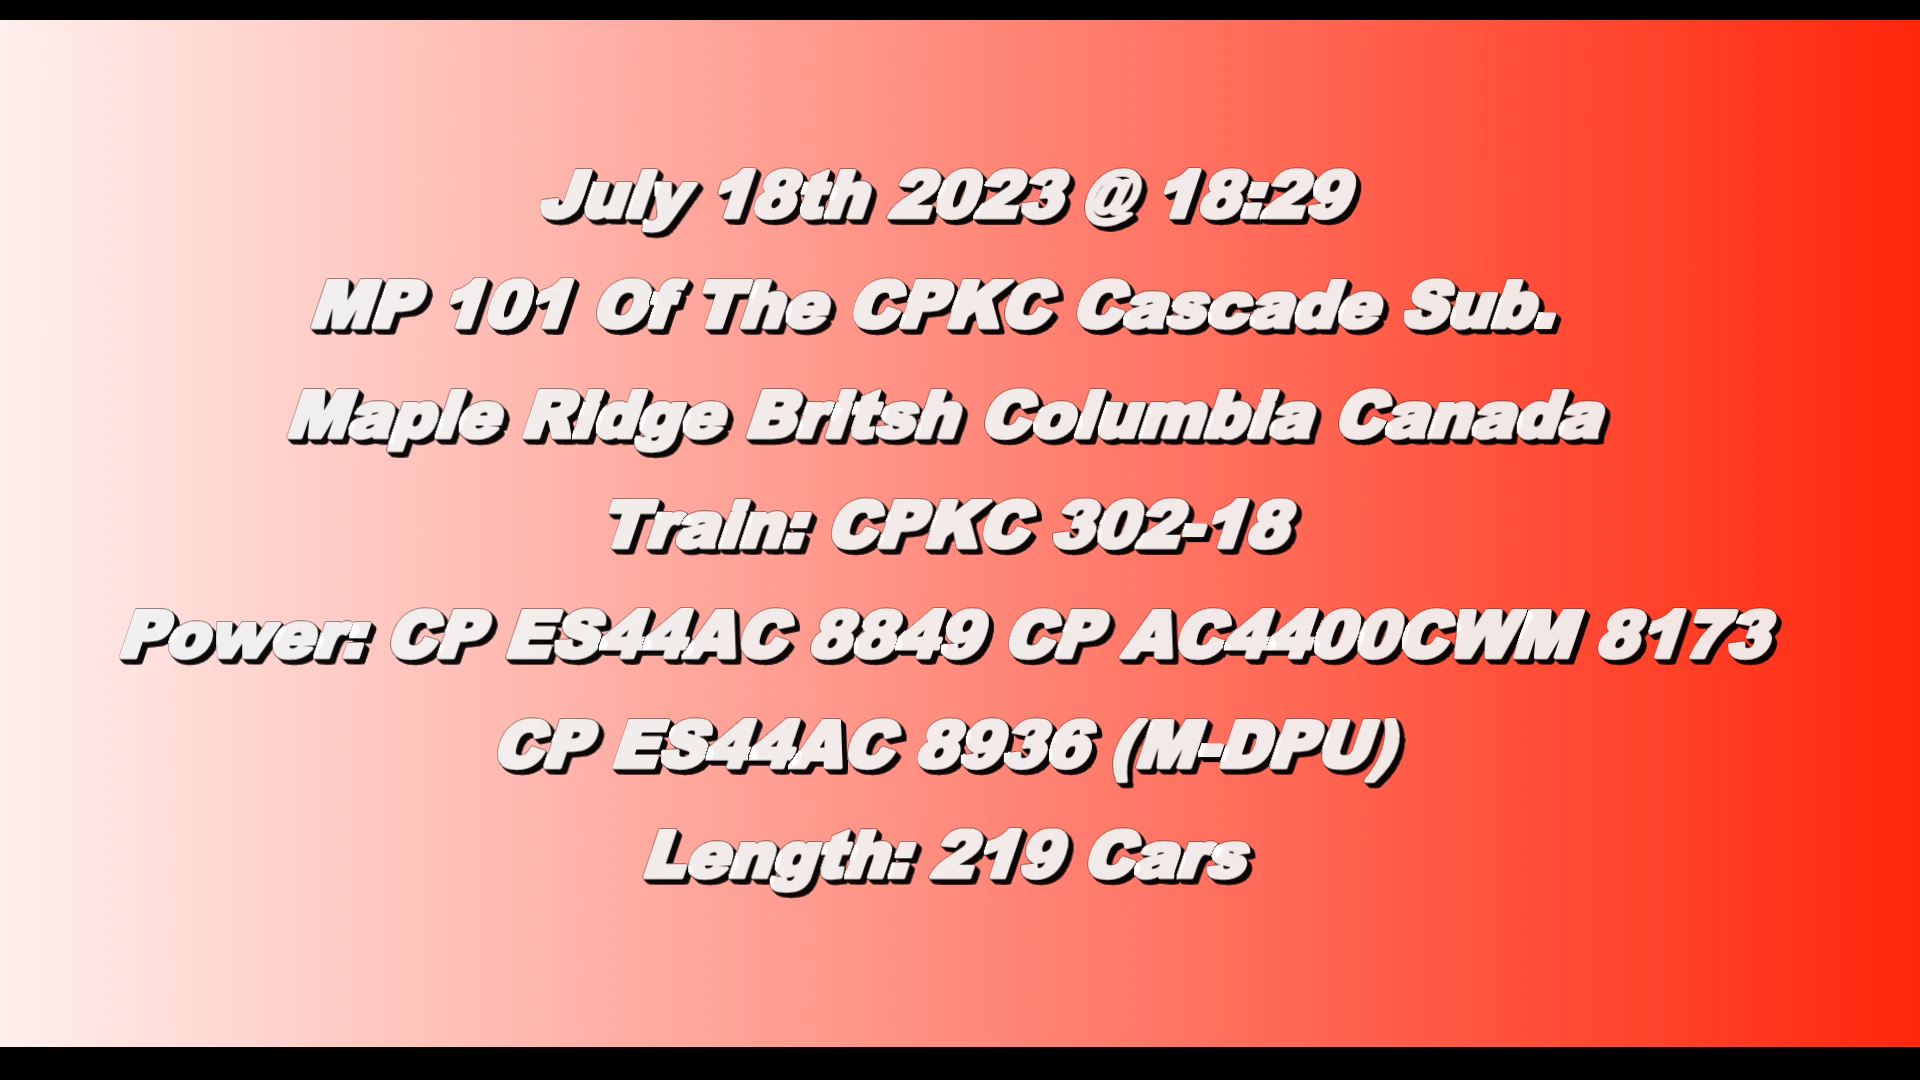 July 18th 2023 @ 18:29
MP 101 Of The CPKC Cascade Sub.
Maple Ridge Britsh Columbia Canada
Train: CPKC 302-18
Power: CP ES44AC 8849 CP AC4400CWM 8173
CP ES44AC 8936 (M-DPU)
Length: 219 Cars